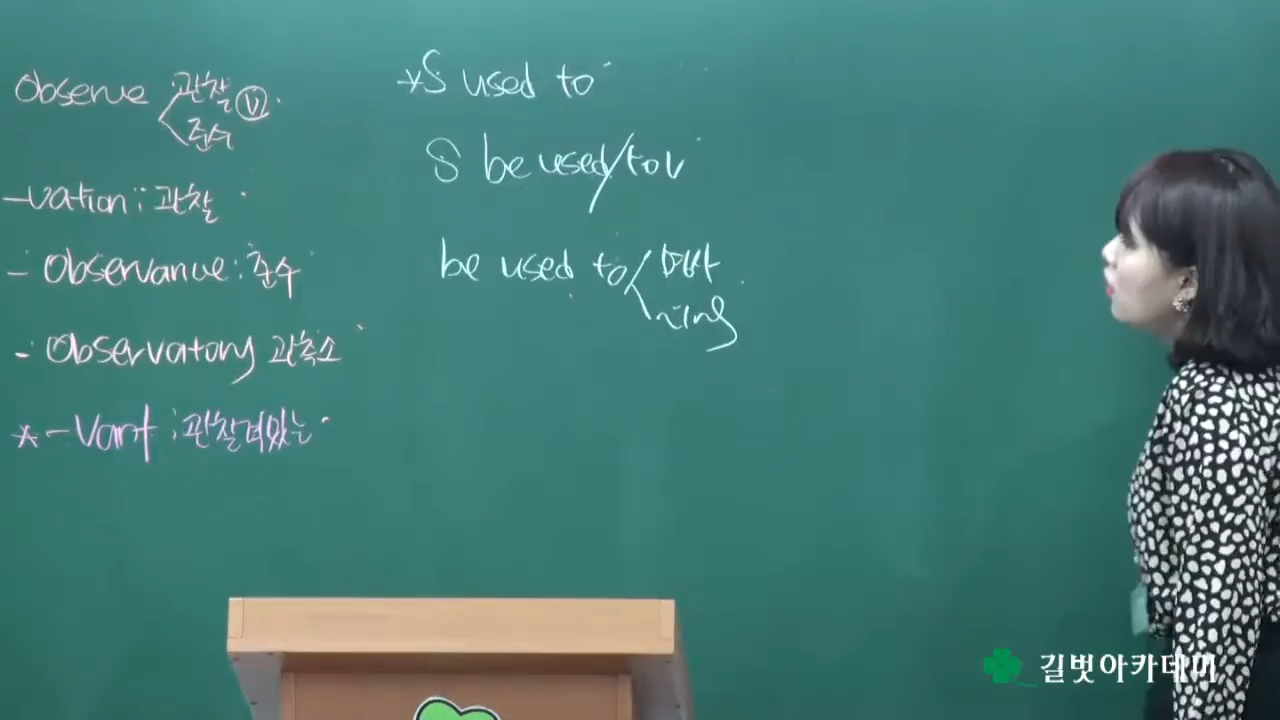 Observe 관찰 ⓥ
준수
-vation : 관찰
- Observance : 준수
- Observatory 관측소
* -vant : 관찰력있는
*S used to
S be used/to v
be used to
~ing
길벗아카데미